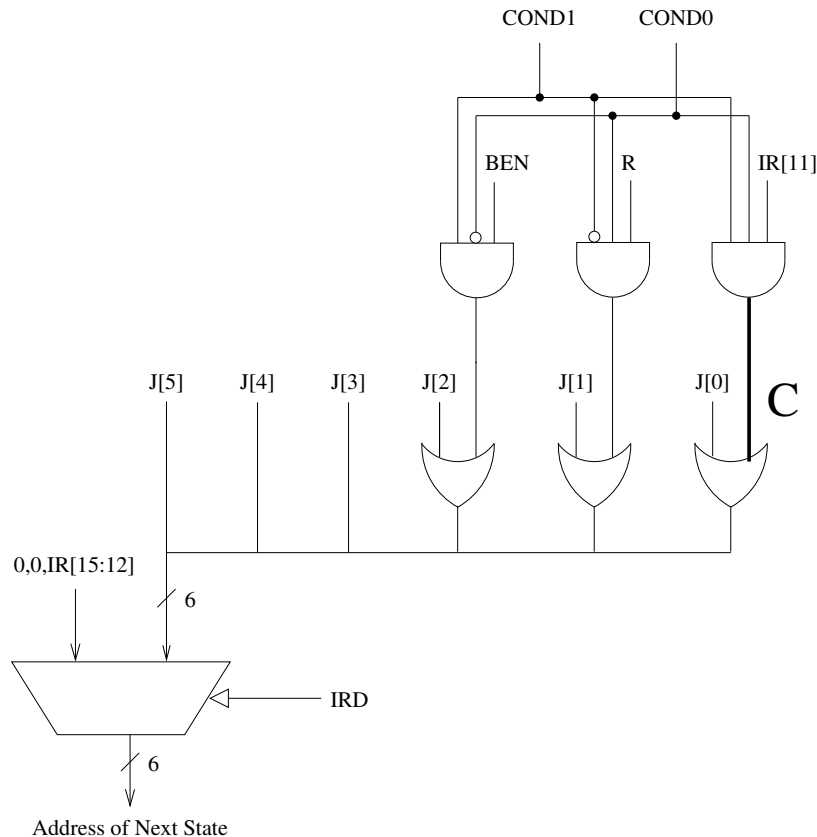 COND1 COND0
BEN R IR[11]
J[5] J[4] J[3] J[2] J[1] J[0] C
0,0,IR[15:12]
6
IRD
6
Address of Next State